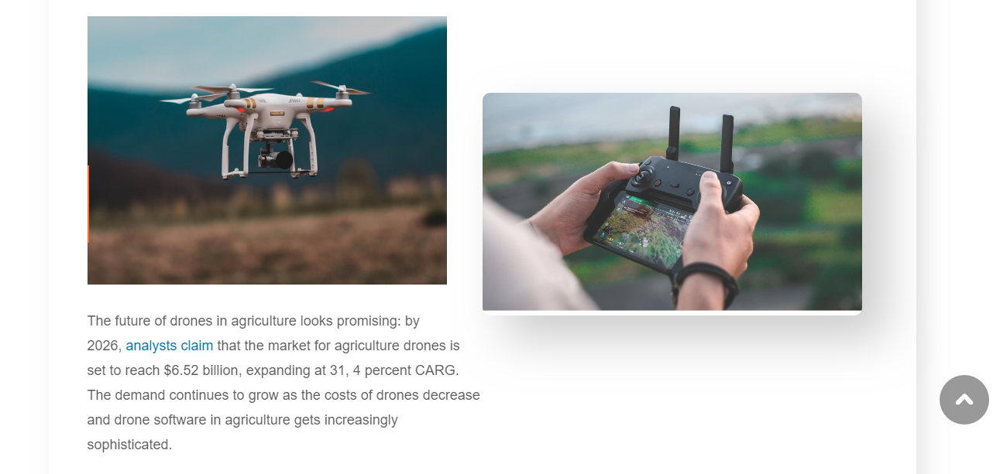 The future of drones in agriculture looks promising: by
2026, analysts claim that the market for agriculture drones is
set to reach $6.52 billion, expanding at 31, 4 percent CARG.
The demand continues to grow as the costs of drones decrease
and drone software in agriculture gets increasingly
sophisticated.